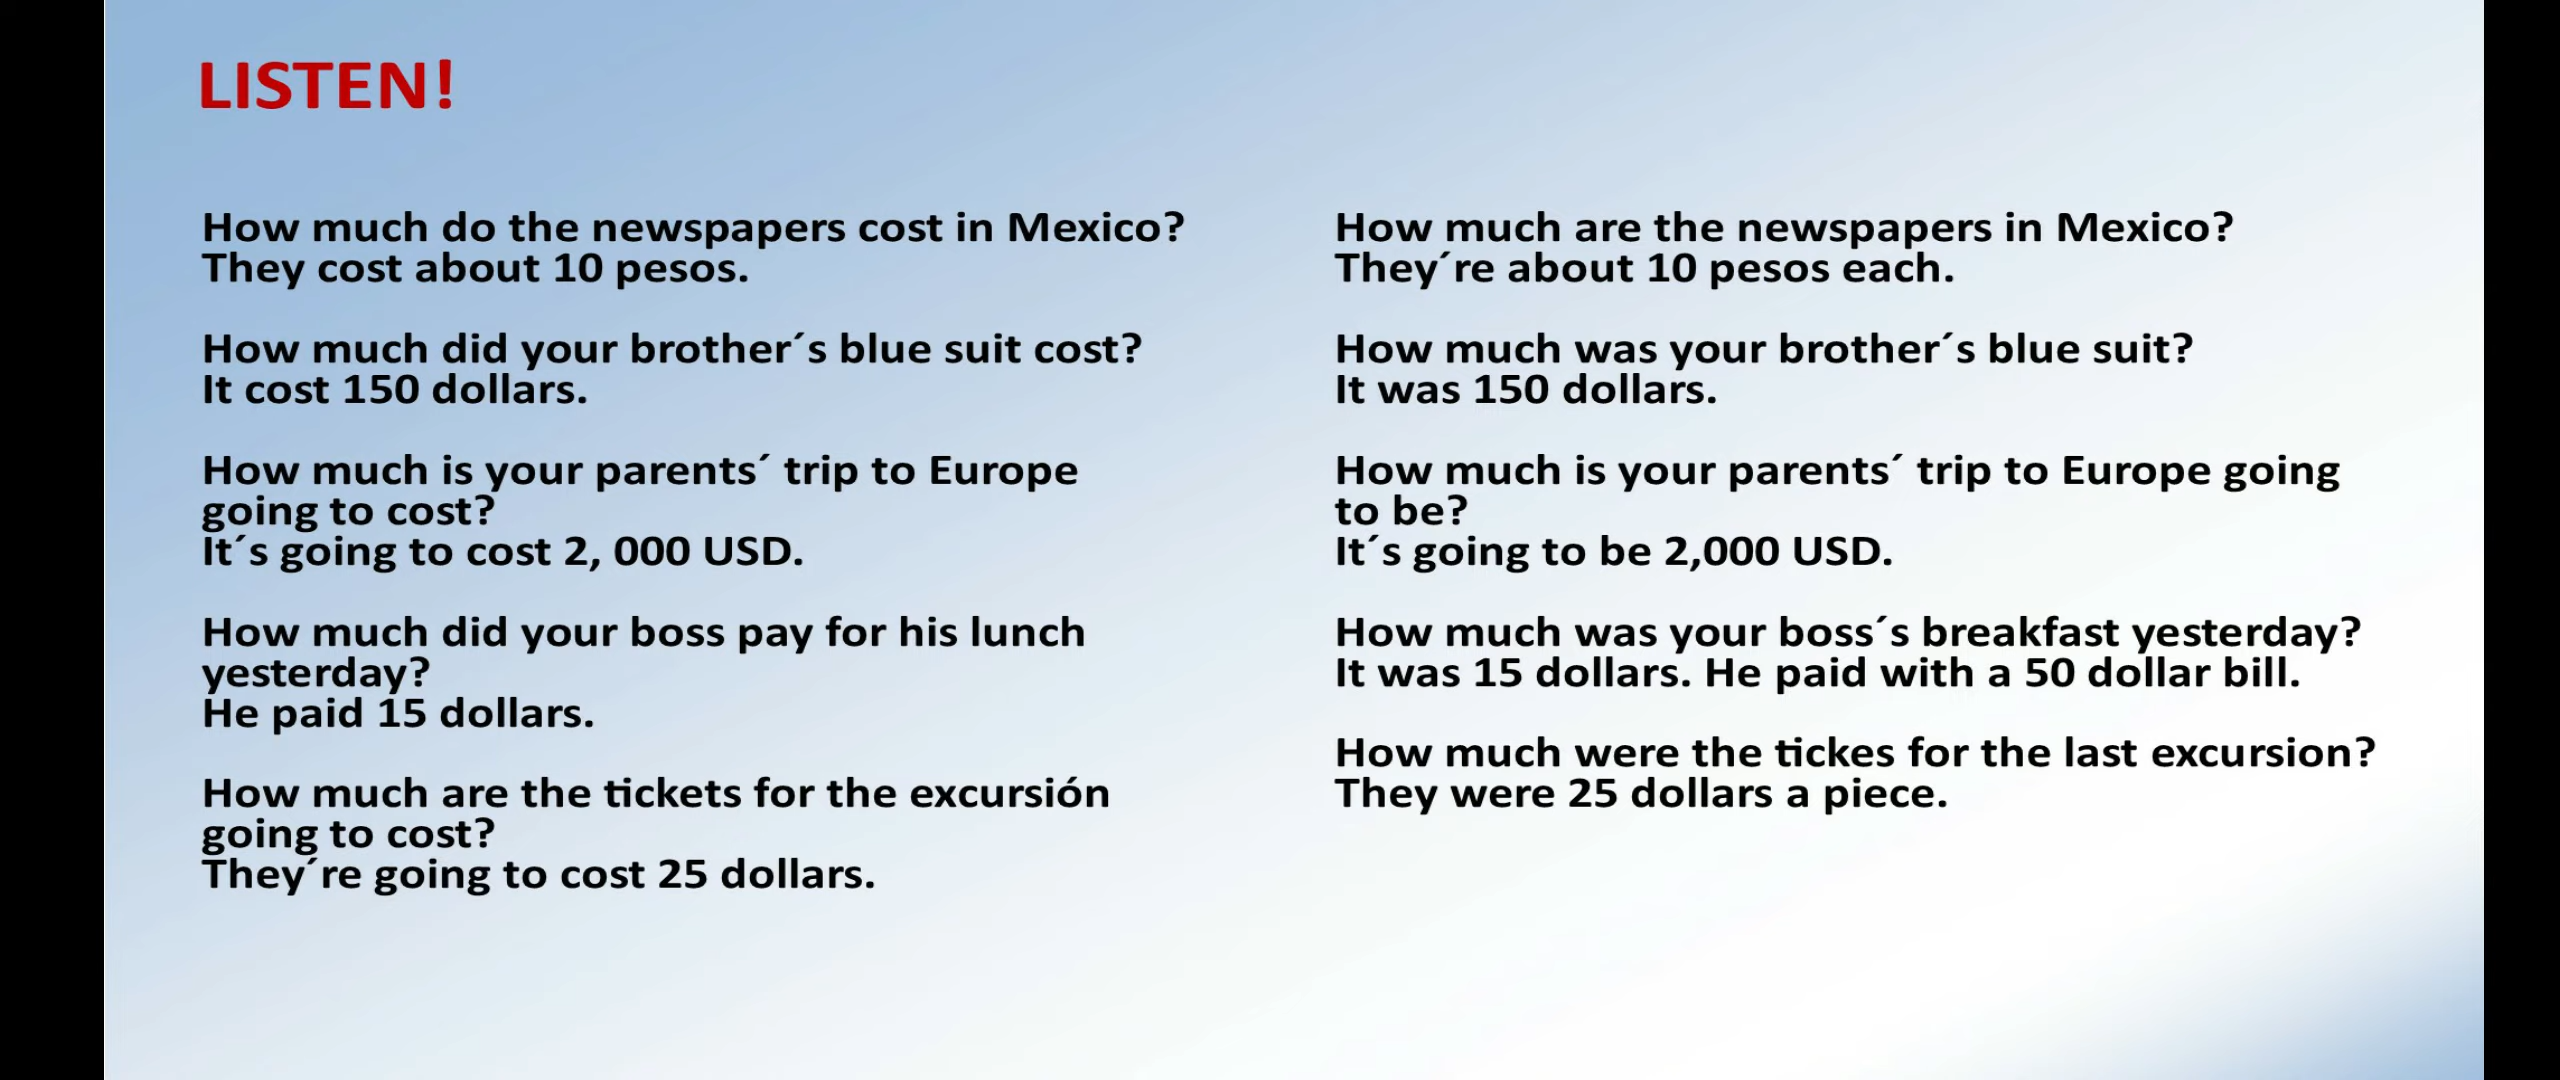 LISTEN!
How much do the newspapers cost in Mexico?
They cost about 10 pesos.
How much did your brother´s blue suit cost?
It cost 150 dollars.
How much is your parents´ trip to Europe
going to cost?
It´s going to cost 2, 000 USD.
How much did your boss pay for his lunch
yesterday?
He paid 15 dollars.
How much are the tickets for the excursión
going to cost?
They´re going to cost 25 dollars.
How much are the newspapers in Mexico?
They´re about 10 pesos each.
How much was your brother´s blue suit?
It was 150 dollars.
How much is your parents´ trip to Europe going
to be?
It´s going to be 2,000 USD.
How much was your boss´s breakfast yesterday?
It was 15 dollars. He paid with a 50 dollar bill.
How much were the tickes for the last excursion?
They were 25 dollars a piece.